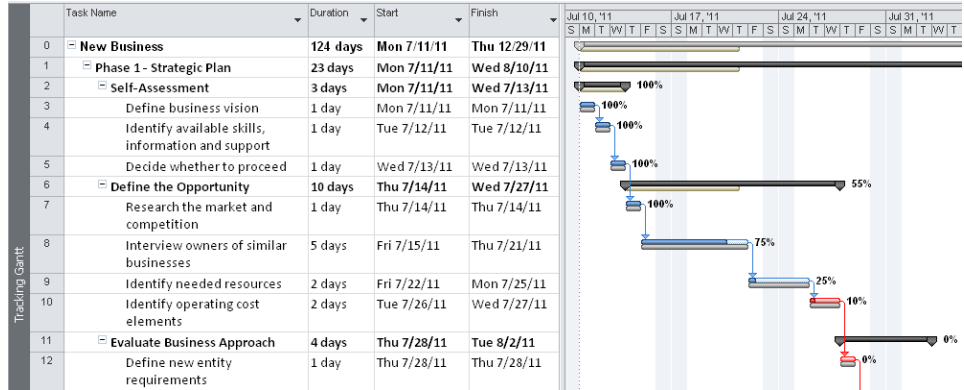 Task Name Duration Start Finish Jul 10, '11 Jul 17, '11 Jul 24, '11 Jul 31, '11
S M T W T F S S M T W T F S S M T W T F S S M T W T
0 New Business 124 days Mon 7/11/11 Thu 12/29/11
1 Phase 1 - Strategic Plan 23 days Mon 7/11/11 Wed 8/10/11
2 Self-Assessment 3 days Mon 7/11/11 Wed 7/13/11 100%
3 Define business vision 1 day Mon 7/11/11 Mon 7/11/11 100%
4 Identify available skills, 1 day Tue 7/12/11 Tue 7/12/11 100%
information and support
5 Decide whether to proceed 1 day Wed 7/13/11 Wed 7/13/11 100%
6 Define the Opportunity 10 days Thu 7/14/11 Wed 7/27/11 55%
7 Research the market and 1 day Thu 7/14/11 Thu 7/14/11 100%
competition
8 Interview owners of similar 5 days Fri 7/15/11 Thu 7/21/11 75%
businesses
9 Identify needed resources 2 days Fri 7/22/11 Mon 7/25/11 25%
10 Identify operating cost 2 days Tue 7/26/11 Wed 7/27/11 10%
elements
11 Evaluate Business Approach 4 days Thu 7/28/11 Tue 8/2/11 0%
12 Define new entity 1 day Thu 7/28/11 Thu 7/28/11 0%
requirements
Tracking Gantt